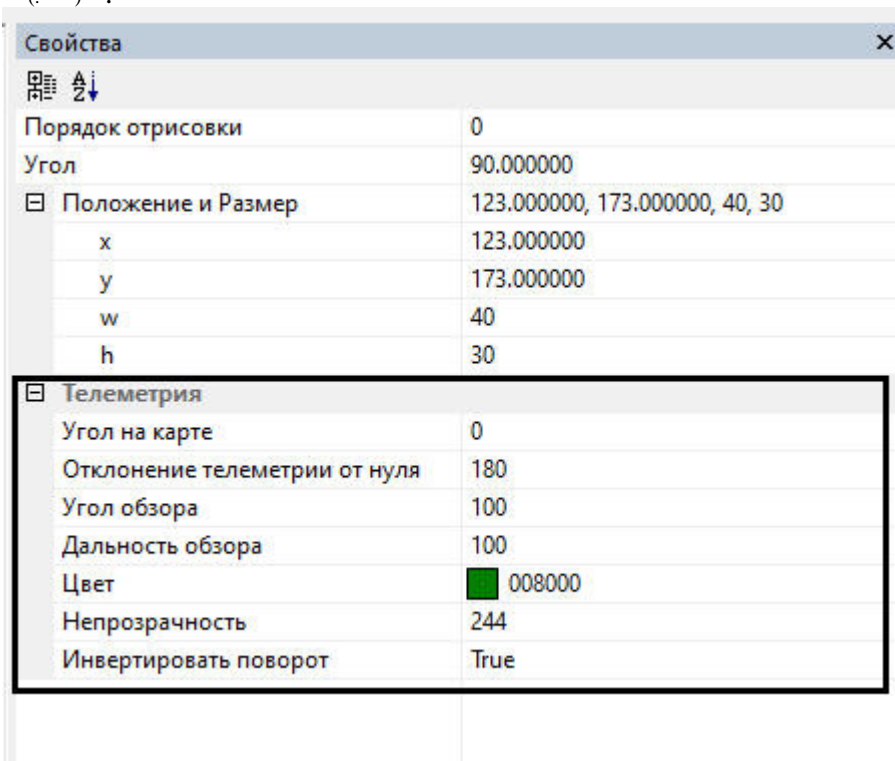 Свойства
Порядок отрисовки 0
Угол 90.000000
Положение и Размер 123.000000, 173.000000, 40, 30
x 123.000000
y 173.000000
w 40
h 30
Телеметрия
Угол на карте 0
Отклонение телеметрии от нуля 180
Угол обзора 100
Дальность обзора 100
Цвет 008000
Непрозрачность 244
Инвертировать поворот True